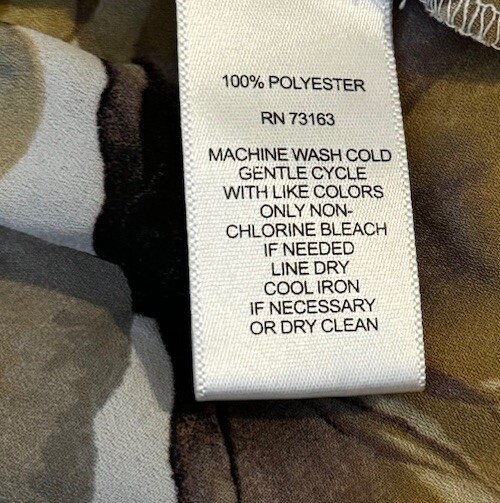 100% POLYESTER
RN 73163
MACHINE WASH COLD
GENTLE CYCLE
WITH LIKE COLORS
ONLY NON-
CHLORINE BLEACH
IF NEEDED
LINE DRY
COOL IRON
IF NECESSARY
OR DRY CLEAN